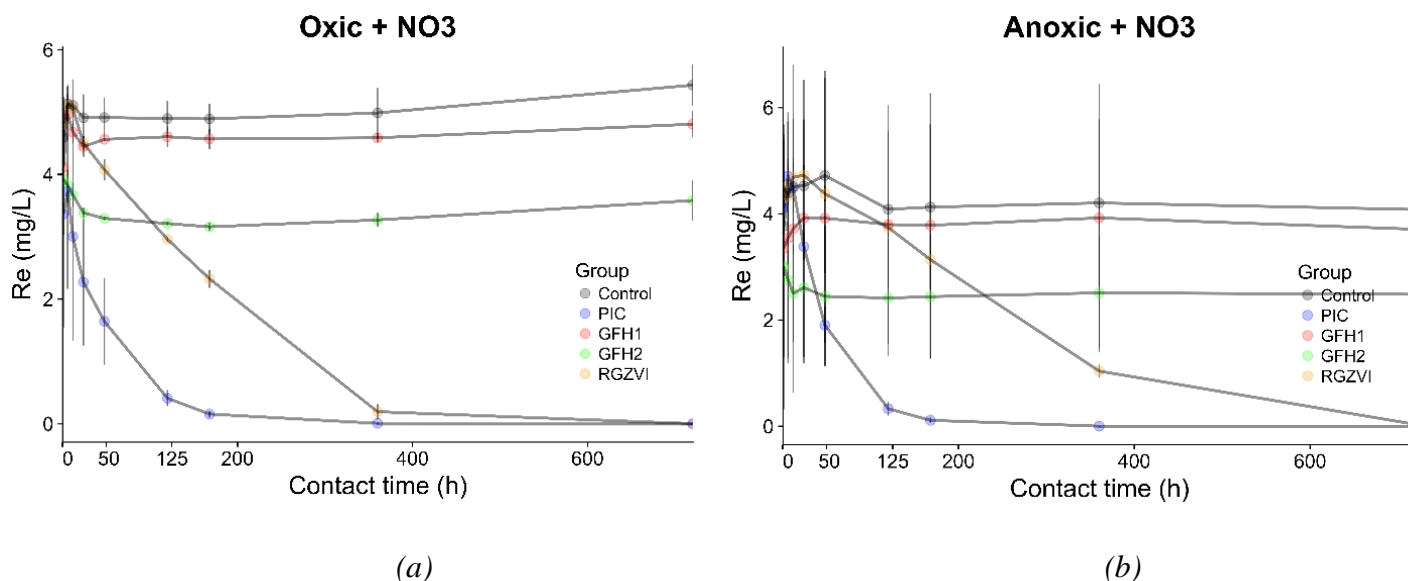 Oxic + NO3
6
4
2
0
Re (mg/L)
0 50 125 200 400 600
Contact time (h)
Group
Control
PIC
GFH1
GFH2
RGZVI
(a)
Anoxic + NO3
6
4
2
0
Re (mg/L)
0 50 125 200 400 600
Contact time (h)
Group
Control
PIC
GFH1
GFH2
RGZVI
(b)